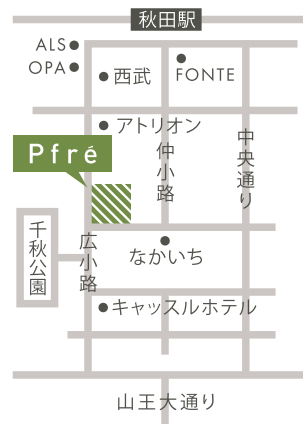 秋田駅
ALS
OPA
西武
FONTE
アトリオン
Pfré
仲小路
中央通り
千秋公園
広小路
なかいち
キャッスルホテル
山王大通り